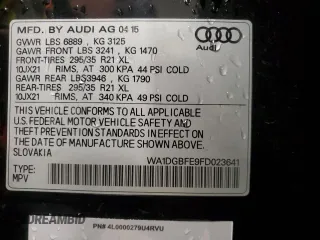 MFD. BY AUDI AG 04 15
Audi
GVWR LBS 6889 , KG 3125
GAWR FRONT LBS 3241 , KG 1470
FRONT-TIRES 295/35 R21 XL
10JX21 RIMS, AT 300 KPA 44 PSI COLD
GAWR REAR LBS3946 , KG 1790
REAR-TIRES 295/35 R21 XL
10JX21 RIMS, AT 340 KPA 49 PSI COLD
THIS VEHICLE CONFORMS TO ALL APPLICABLE
U.S. FEDERAL MOTOR VEHICLE SAFETY AND THEFT
PREVENTION STANDARDS IN EFFECT ON
THE DATE OF MANUFACTURE SHOWN ABOVE.
SLOVAKIA WA1DGBFE9FD023641
TYPE:
MPV
DREAMBID
PN# 4L0000279U4RVU